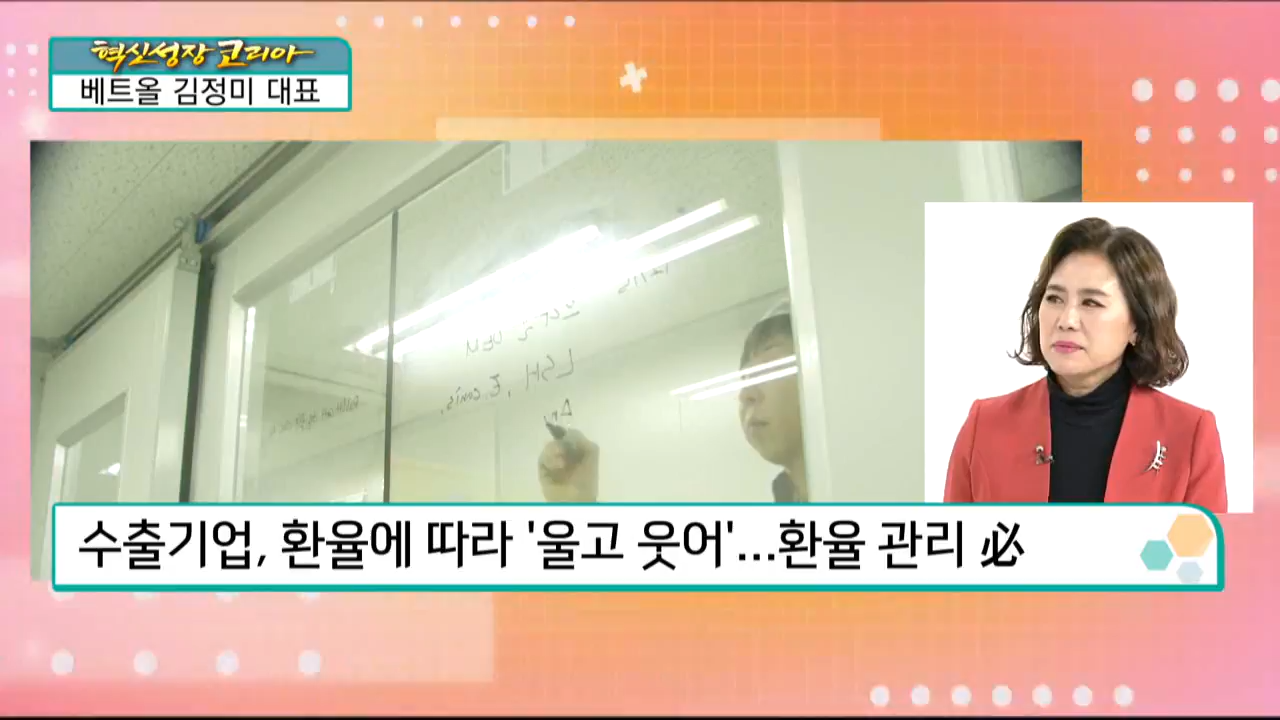 혁신성장 코리아
베트올 김정미 대표
수출기업, 환율에 따라 '울고 웃어'...환율 관리 必